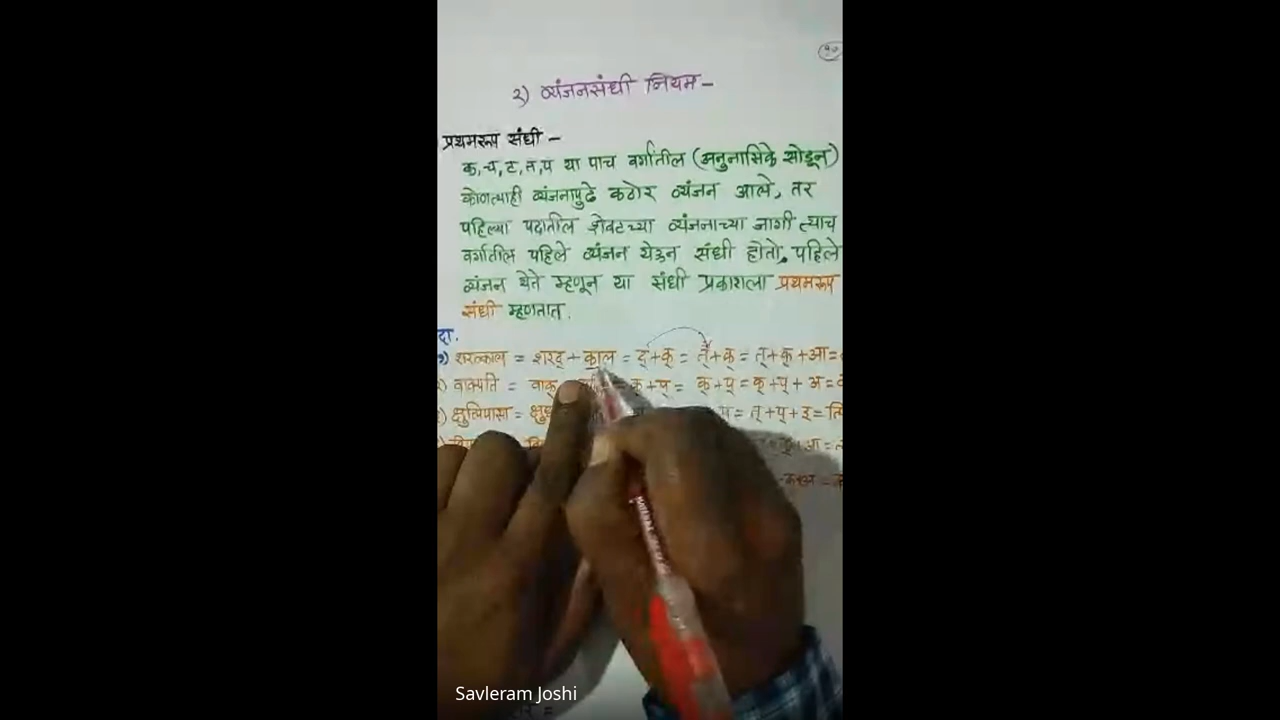 २) व्यंजनसंधी नियम -
प्रथमरूप संधी -
क, च, ट, त, प या पाच वर्गातील (अनुनासिके सोडून)
कोणत्याही व्यंजनापुढे कठोर व्यंजन आले, तर
पहिल्या पदातील शेवटच्या व्यंजनाच्या जागी त्याच
वर्गातील पहिले व्यंजन येऊन संधी होतो, पहिले
व्यंजन येते म्हणून या संधी प्रकाराला प्रथमरूप
संधी म्हणतात.
दा.
१) शरत्काल = शरद् + काल = द् + क् = त् + क् = त् + क् + आ =
वाक्पति = वाक् क् + प् = क् + प् = क् + प् + अ =
क्षुत्पिपासा = क्षुध = त् + प् + इ = त्पि
आ =
Savleram Joshi